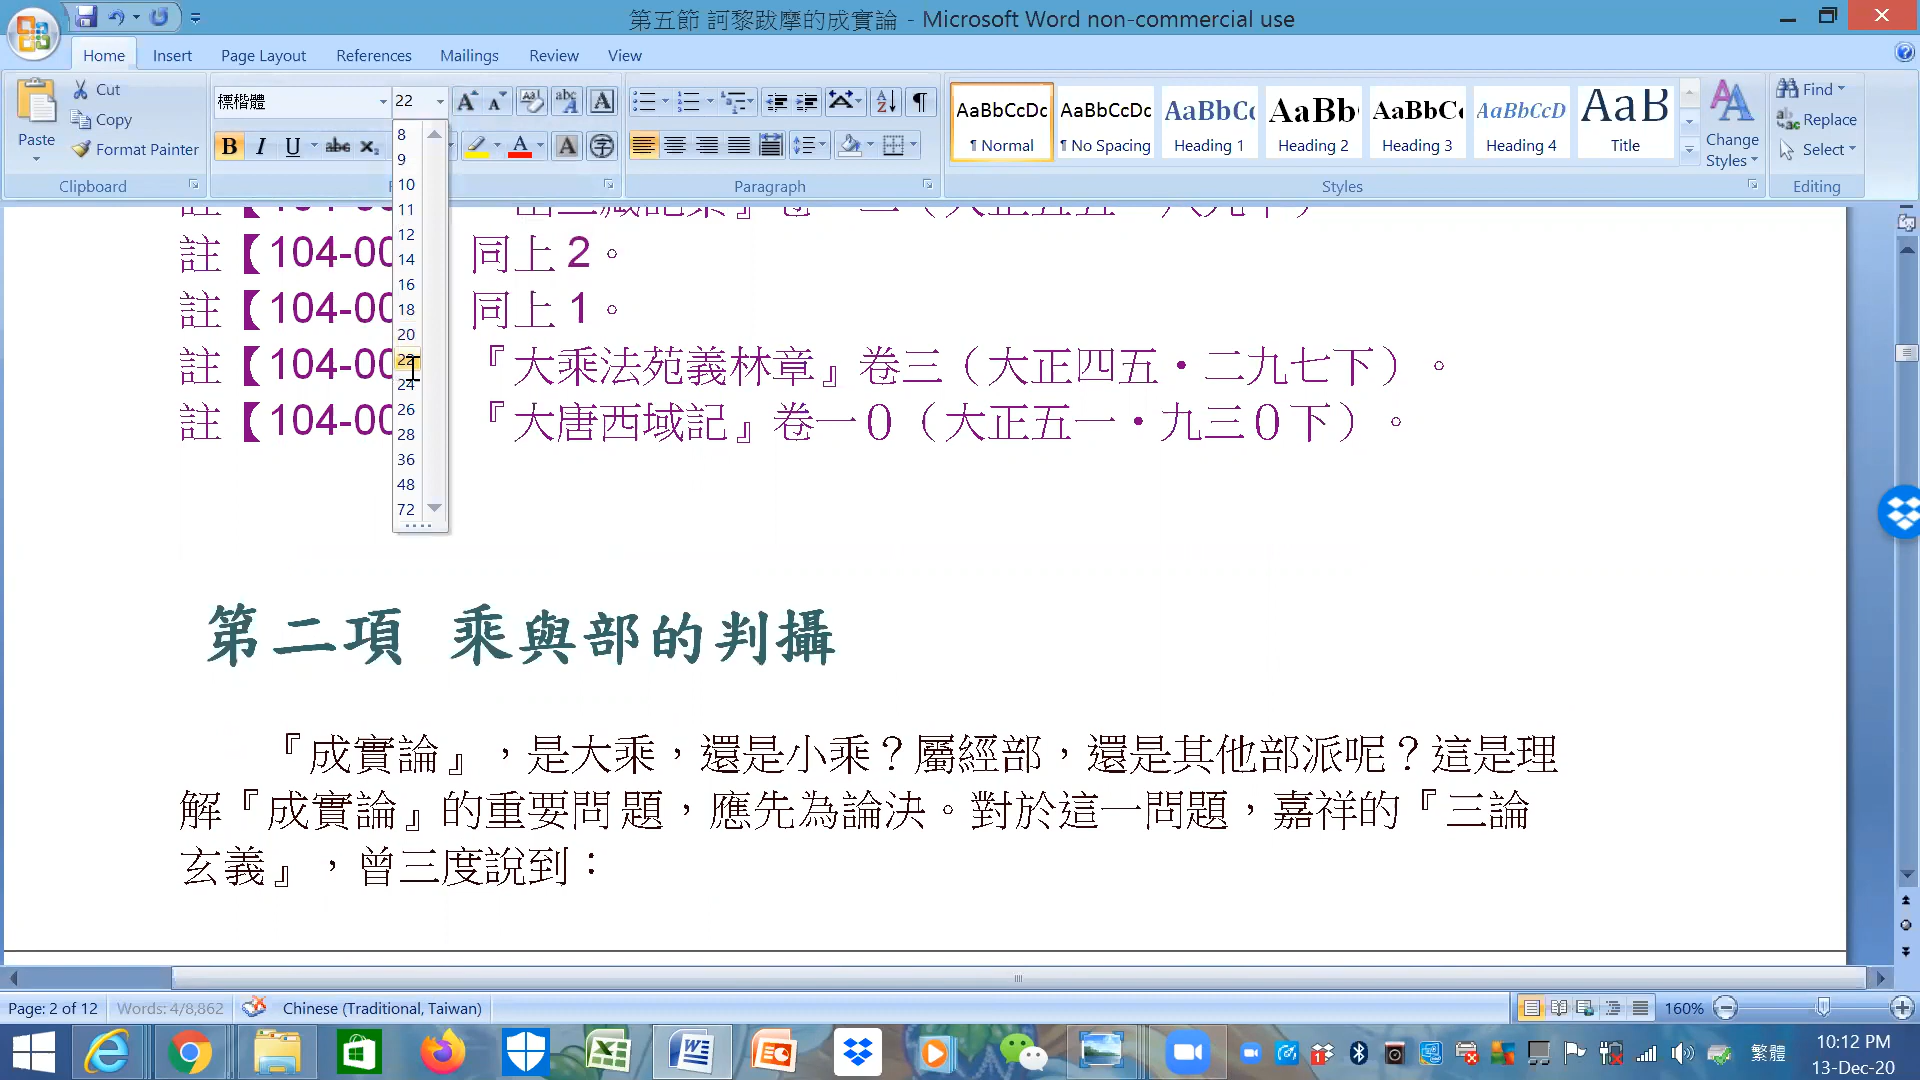 第五節 訶黎跋摩的成實論 - Microsoft Word non-commercial use
Home Insert Page Layout References Mailings Review View
Cut
Copy
Format Painter
Paste
Clipboard
標楷體 22
B I U abc x₂
Paragraph
AaBbCcDc ¶ Normal
AaBbCcDc ¶ No Spacing
AaBbCc Heading 1
AaBb Heading 2
AaBbCc Heading 3
AaBbCcD Heading 4
AaB Title
Change Styles
Styles
Find
Replace
Select
Editing
8
9
10
11
12
14
16
18
20
22
24
26
28
36
48
72
註【104-00 同上 2。
註【104-00 同上 1。
註【104-00 『大乘法苑義林章』卷三（大正四五・二九七下）。
註【104-00 『大唐西域記』卷一０（大正五一・九三０下）。
第二項 乘與部的判攝
『成實論』，是大乘，還是小乘？屬經部，還是其他部派呢？這是理
解『成實論』的重要問題，應先為論決。對於這一問題，嘉祥的『三論
玄義』，曾三度說到：
Page: 2 of 12 Words: 4/8,862 Chinese (Traditional, Taiwan) 160%
繁體
10:12 PM
13-Dec-20